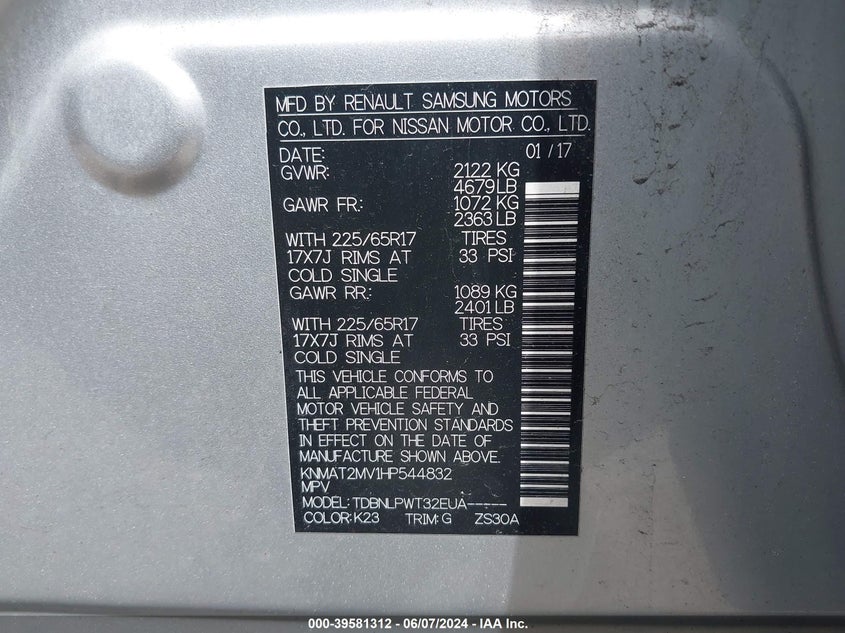 MFD BY RENAULT SAMSUNG MOTORS
CO., LTD. FOR NISSAN MOTOR CO., LTD.
DATE: 01/17
GVWR: 2122 KG
4679LB
GAWR FR: 1072 KG
2363LB
WITH 225/65R17 TIRES
17X7J RIMS AT 33 PSI
COLD SINGLE
GAWR RR: 1089 KG
2401LB
WITH 225/65R17 TIRES
17X7J RIMS AT 33 PSI
COLD SINGLE
THIS VEHICLE CONFORMS TO
ALL APPLICABLE FEDERAL
MOTOR VEHICLE SAFETY AND
THEFT PREVENTION STANDARDS
IN EFFECT ON THE DATE OF
MANUFACTURE SHOWN ABOVE.
KNMAT2MV1HP544832
MPV
MODEL: TDBNLPWT32EUA-----
COLOR: K23 TRIM: G ZS30A
000-39581312 - 06/07/2024 - IAA Inc.